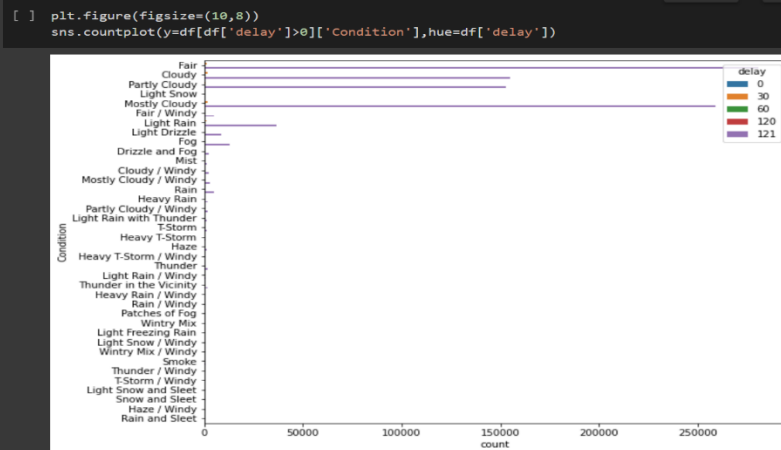 [ ] plt.figure(figsize=(10,8))
sns.countplot(y=df[df['delay']>0]['Condition'],hue=df['delay'])
Fair
Cloudy
Partly Cloudy
Light Snow
Mostly Cloudy
Fair / Windy
Light Rain
Light Drizzle
Fog
Drizzle and Fog
Mist
Cloudy / Windy
Mostly Cloudy / Windy
Rain
Heavy Rain
Partly Cloudy / Windy
Light Rain with Thunder
T-Storm
Heavy T-Storm
Haze
Heavy T-Storm / Windy
Thunder
Light Rain / Windy
Thunder in the Vicinity
Heavy Rain / Windy
Rain / Windy
Patches of Fog
Wintry Mix
Light Freezing Rain
Light Snow / Windy
Wintry Mix / Windy
Smoke
Thunder / Windy
T-Storm / Windy
Light Snow and Sleet
Snow and Sleet
Haze / Windy
Rain and Sleet
Condition
delay
0
30
60
120
121
0 50000 100000 150000 200000 250000
count